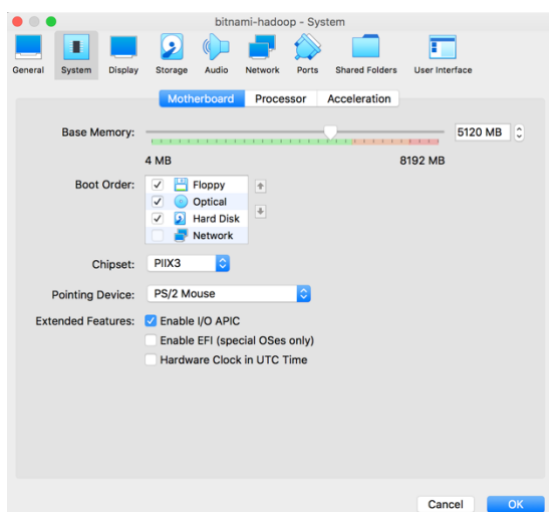 bitnami-hadoop - System
General System Display Storage Audio Network Ports Shared Folders User Interface
Motherboard Processor Acceleration
Base Memory: 5120 MB
4 MB 8192 MB
Boot Order: Floppy
Optical
Hard Disk
Network
Chipset: PIIX3
Pointing Device: PS/2 Mouse
Extended Features: Enable I/O APIC
Enable EFI (special OSes only)
Hardware Clock in UTC Time
Cancel OK